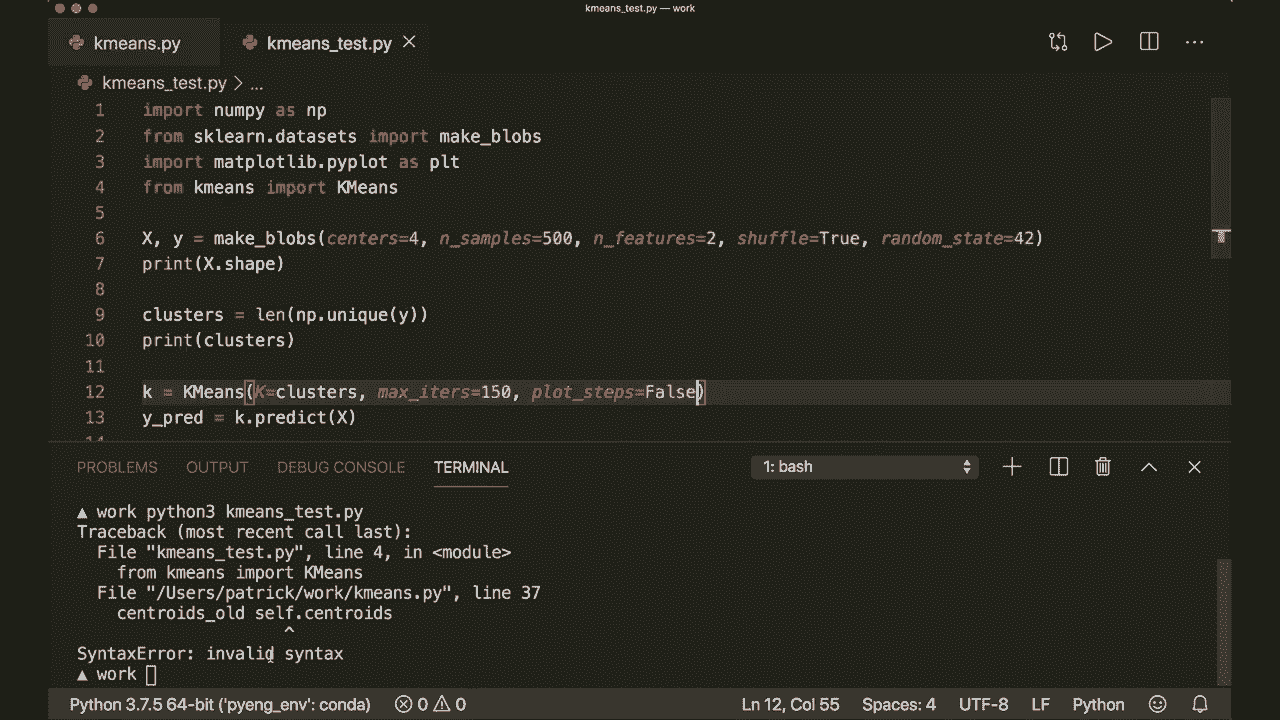 kmeans_test.py — work
kmeans.py kmeans_test.py
kmeans_test.py > ...
1 import numpy as np
2 from sklearn.datasets import make_blobs
3 import matplotlib.pyplot as plt
4 from kmeans import KMeans
5
6 X, y = make_blobs(centers=4, n_samples=500, n_features=2, shuffle=True, random_state=42)
7 print(X.shape)
8
9 clusters = len(np.unique(y))
10 print(clusters)
11
12 k = KMeans(K=clusters, max_iters=150, plot_steps=False)
13 y_pred = k.predict(X)
14
PROBLEMS OUTPUT DEBUG CONSOLE TERMINAL 1: bash
▲ work python3 kmeans_test.py
Traceback (most recent call last):
File "kmeans_test.py", line 4, in <module>
from kmeans import KMeans
File "/Users/patrick/work/kmeans.py", line 37
centroids_old self.centroids
^
SyntaxError: invalid syntax
▲ work
Python 3.7.5 64-bit ('pyeng_env': conda) 0 0 Ln 12, Col 55 Spaces: 4 UTF-8 LF Python